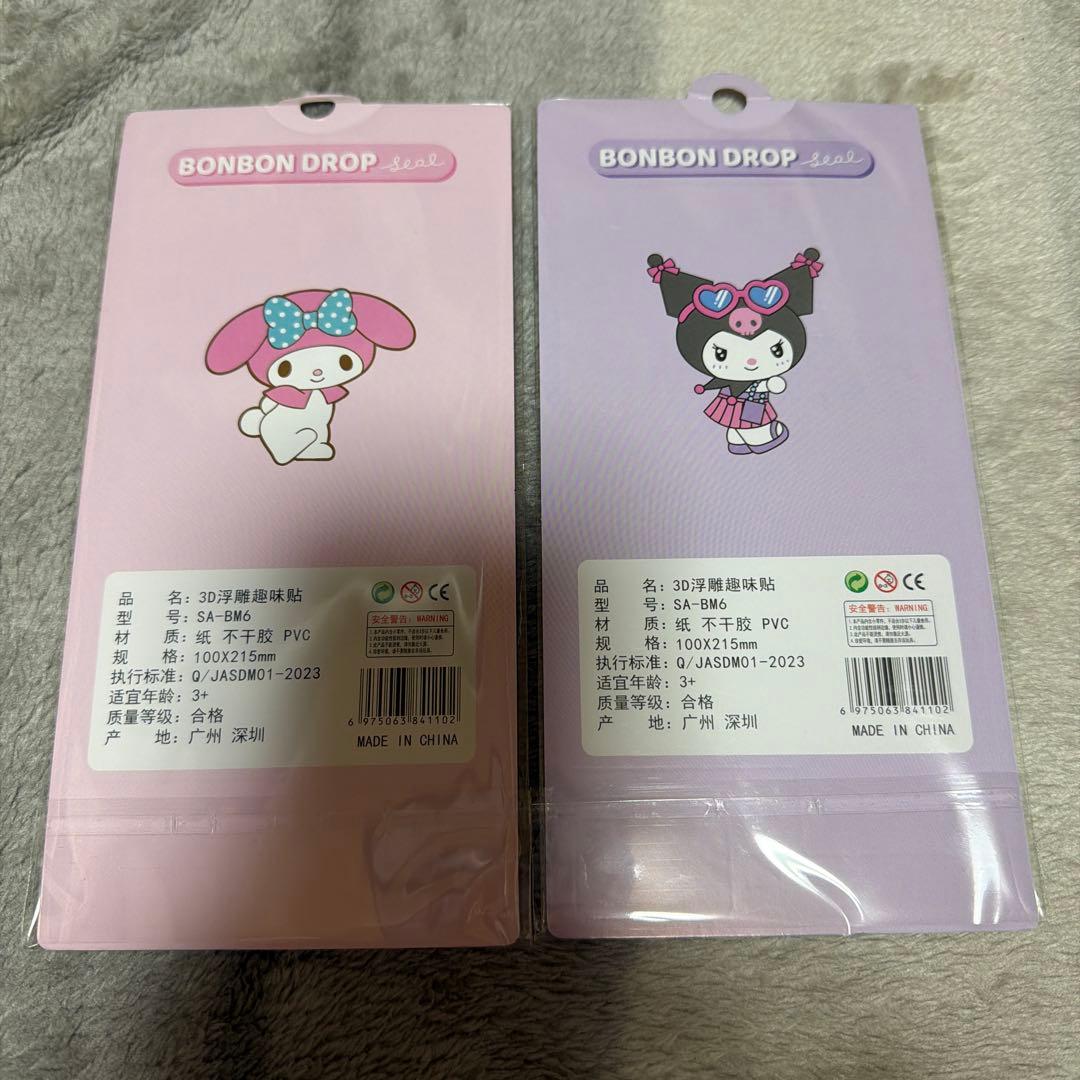 BONBON DROP seal
品 名: 3D浮雕趣味贴
型 号: SA-BM6
材 质: 纸 不干胶 PVC
规 格: 100X215mm
执行标准: Q/JASDM01-2023
适宜年龄: 3+
质量等级: 合格
产 地: 广州 深圳
CE
安全警告: WARNING
6 975063 841102
MADE IN CHINA
BONBON DROP seal
品 名: 3D浮雕趣味贴
型 号: SA-BM6
材 质: 纸 不干胶 PVC
规 格: 100X215mm
执行标准: Q/JASDM01-2023
适宜年龄: 3+
质量等级: 合格
产 地: 广州 深圳
CE
安全警告: WARNING
6 975063 841102
MADE IN CHINA